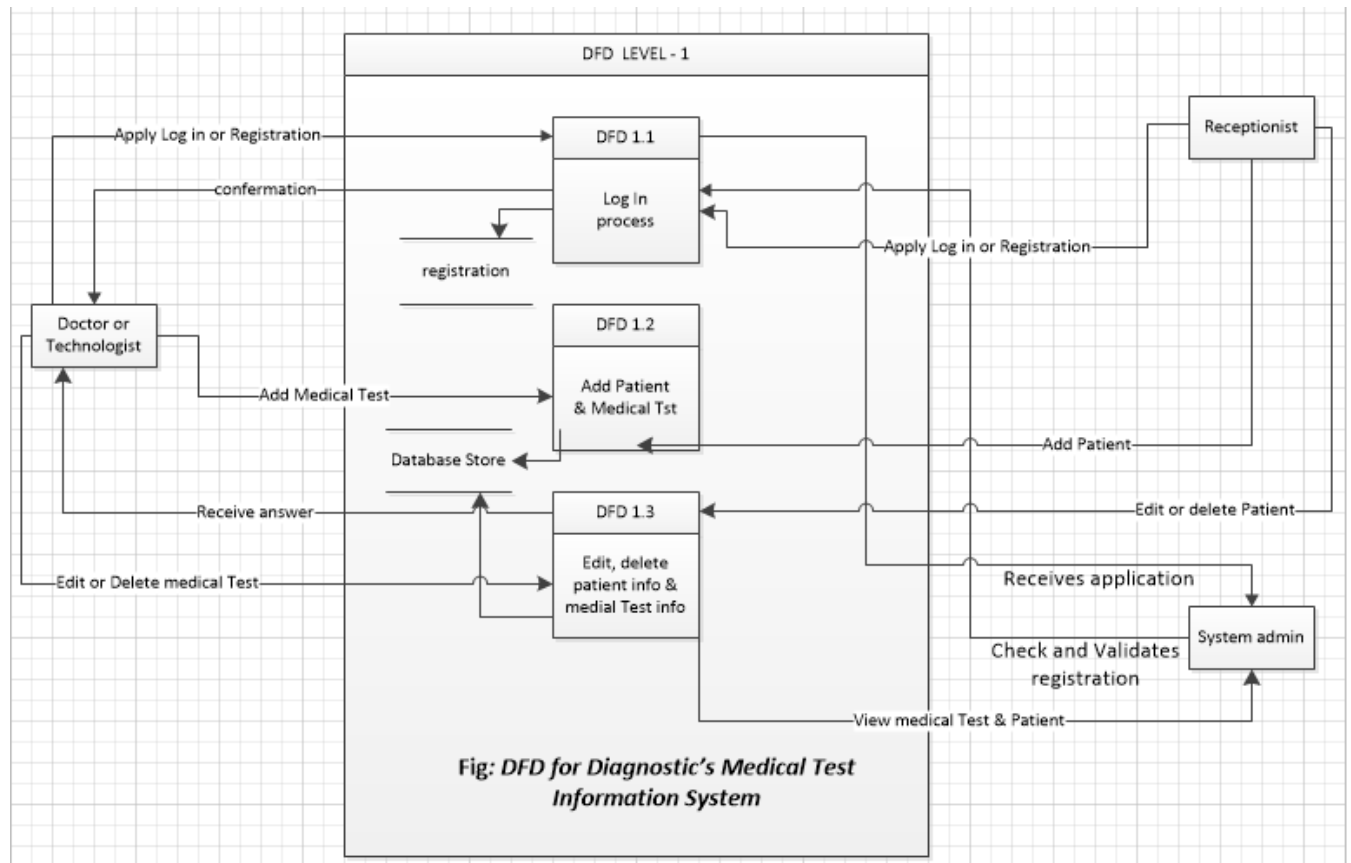 DFD LEVEL - 1
Apply Log in or Registration
DFD 1.1
Receptionist
confermation
Log In
process
Apply Log in or Registration
registration
Doctor or
Technologist
DFD 1.2
Add Medical Test
Add Patient
& Medical Tst
Add Patient
Database Store
Receive answer
DFD 1.3
Edit or delete Patient
Edit or Delete medical Test
Edit, delete
patient info &
medial Test info
Receives application
System admin
Check and Validates
registration
View medical Test & Patient
Fig: DFD for Diagnostic's Medical Test
Information System